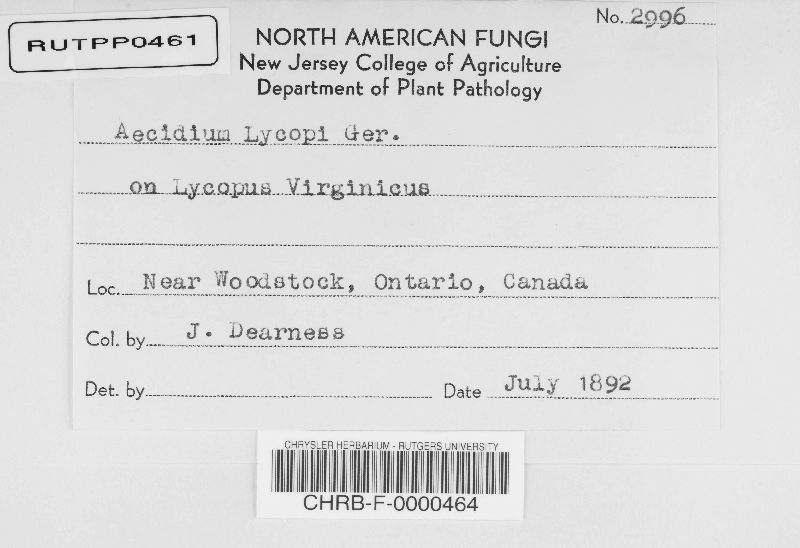 No. 2996
RUTPP0461
NORTH AMERICAN FUNGI
New Jersey College of Agriculture
Department of Plant Pathology
Aecidium Lycopi Ger.
on Lycopus Virginicus
Loc. Near Woodstock, Ontario, Canada
Col. by J. Dearness
Det. by
Date July 1892
CHRYSLER HERBARIUM - RUTGERS UNIVERSITY
CHRB-F-0000464